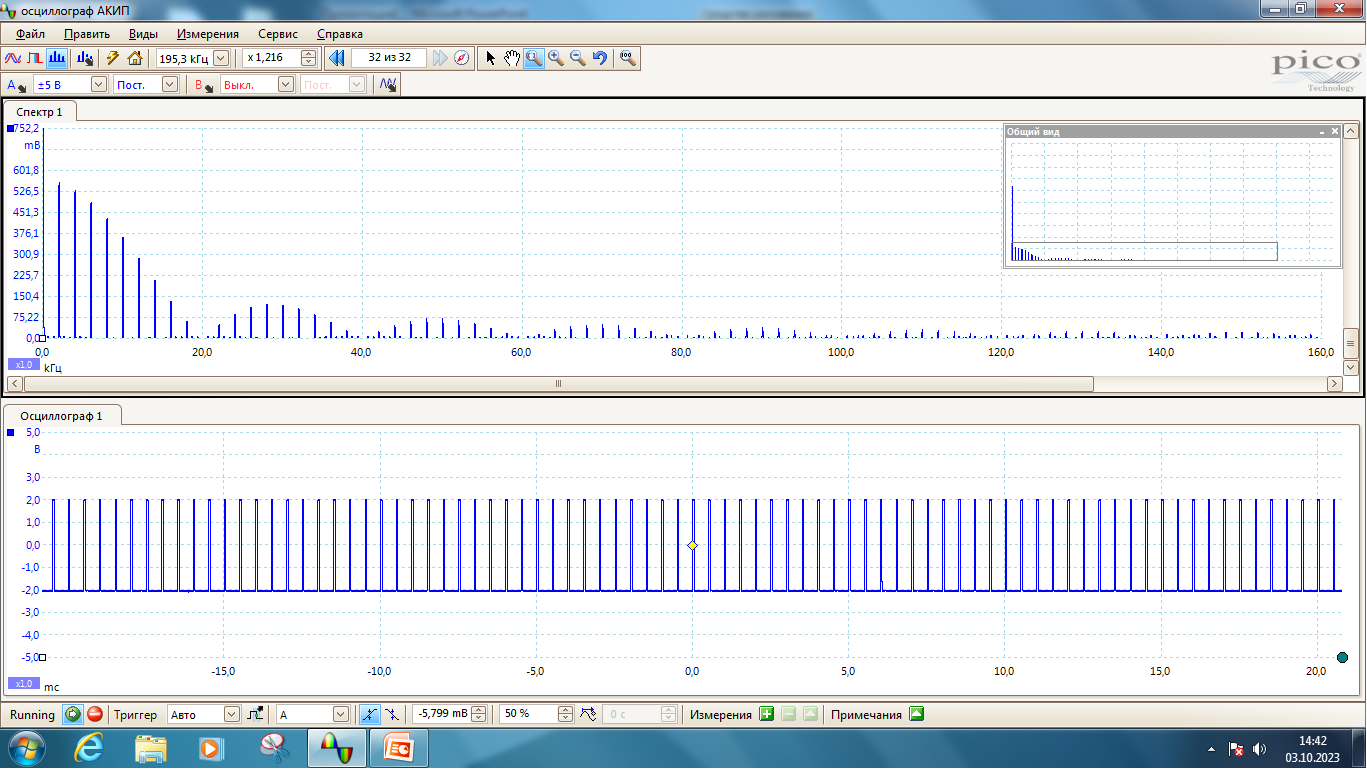 осциллограф АКИП
Файл Править Виды Измерения Сервис Справка
195,3 кГц x 1,216 32 из 32
A ±5 В Пост. B Выкл. Пост.
pico
Technology
Спектр 1
752,2
mВ
601,8
526,5
451,3
376,1
300,9
225,7
150,4
75,22
0,0
0,0 20,0 40,0 60,0 80,0 100,0 120,0 140,0 160,0
x1,0
кГц
Общий вид
Осциллограф 1
5,0
В
3,0
2,0
1,0
0,0
-1,0
-2,0
-3,0
-4,0
-5,0
-15,0 -10,0 -5,0 0,0 5,0 10,0 15,0 20,0
x1,0
mс
Running Триггер Авто A -5,799 mВ 50 % 0 с Измерения Примечания
14:42
03.10.2023